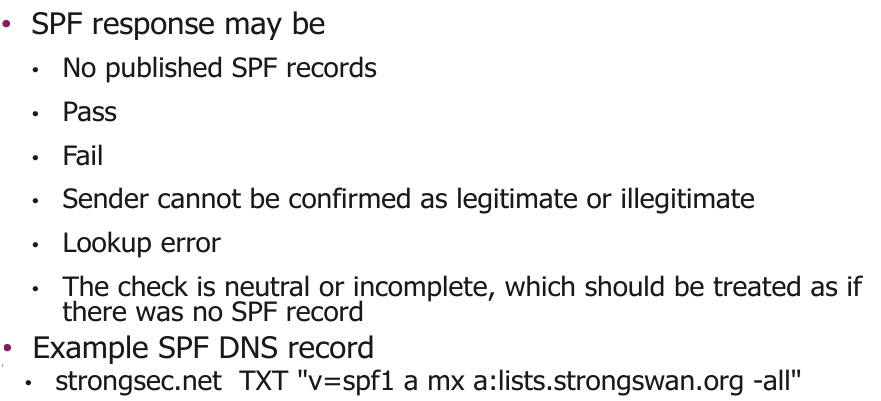 • SPF response may be
• No published SPF records
• Pass
• Fail
• Sender cannot be confirmed as legitimate or illegitimate
• Lookup error
• The check is neutral or incomplete, which should be treated as if
there was no SPF record
• Example SPF DNS record
• strongsec.net TXT "v=spf1 a mx a:lists.strongswan.org -all"